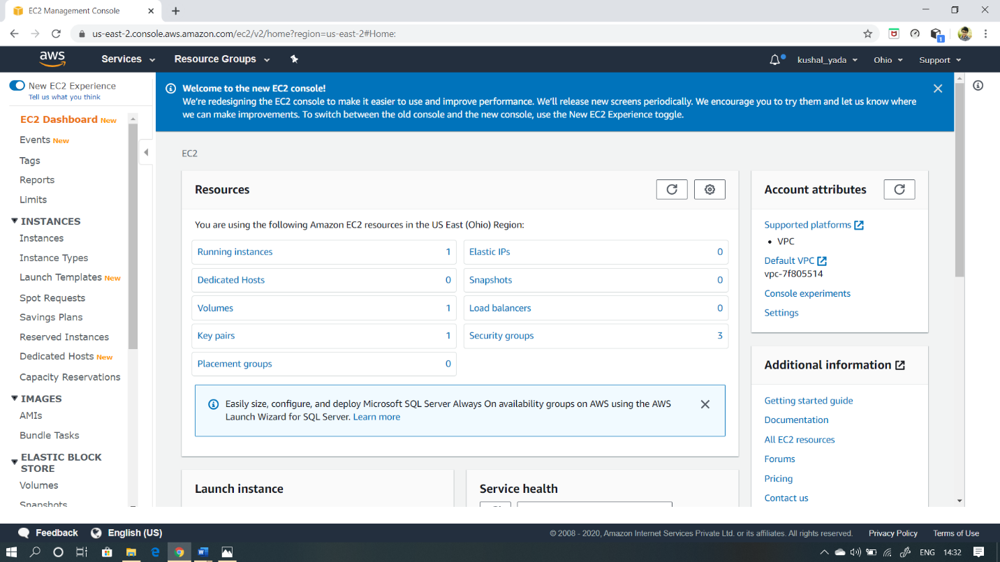 EC2 Management Console
us-east-2.console.aws.amazon.com/ec2/v2/home?region=us-east-2#Home:
1
aws
Services
Resource Groups
kushal_yada
Ohio
Support
New EC2 Experience
Tell us what you think
EC2 Dashboard New
Events New
Tags
Reports
Limits
INSTANCES
Instances
Instance Types
Launch Templates New
Spot Requests
Savings Plans
Reserved Instances
Dedicated Hosts New
Capacity Reservations
IMAGES
AMIs
Bundle Tasks
ELASTIC BLOCK
STORE
Volumes
Snapshots
Welcome to the new EC2 console!
We're redesigning the EC2 console to make it easier to use and improve performance. We'll release new screens periodically. We encourage you to try them and let us know where
we can make improvements. To switch between the old console and the new console, use the New EC2 Experience toggle.
EC2
Resources
You are using the following Amazon EC2 resources in the US East (Ohio) Region:
Running instances 1
Elastic IPs 0
Dedicated Hosts 0
Snapshots 0
Volumes 1
Load balancers 0
Key pairs 1
Security groups 3
Placement groups 0
Easily size, configure, and deploy Microsoft SQL Server Always On availability groups on AWS using the AWS
Launch Wizard for SQL Server. Learn more
Launch instance
Service health
Account attributes
Supported platforms
• VPC
Default VPC
vpc-7f805514
Console experiments
Settings
Additional information
Getting started guide
Documentation
All EC2 resources
Forums
Pricing
Contact us
Feedback
English (US)
© 2008 - 2020, Amazon Internet Services Private Ltd. or its affiliates. All rights reserved.
Privacy Policy
Terms of Use
ENG
14:32